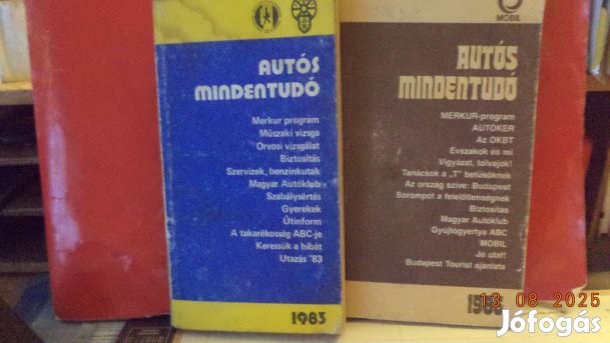 AUTÓS
MINDENTUDÓ
Merkur program
Műszaki vizsga
Orvosi vizsgálat
Biztosítás
Szervizek, benzinkutak
Magyar Autóklub
Szabálysértés
Gyerekek
Útinform
A takarékosság ABC-je
Keressük a hibát
Utazás '83
1983
MOBIL
AUTÓS
MINDENTUDÓ
MERKUR-program
AUTÓKER
Az OKBT
Évszakok és mi
Vigyázat, tolvajok!
Tanácsok a „T" betűsöknek
Az ország szíve: Budapest
Sorompót a felelőtlenségnek
Biztosítás
Magyar Autóklub
Gyújtógyertya ABC
MOBIL
Jó utat!
Budapest Tourist ajánlata
13 08 2025
Jófogás